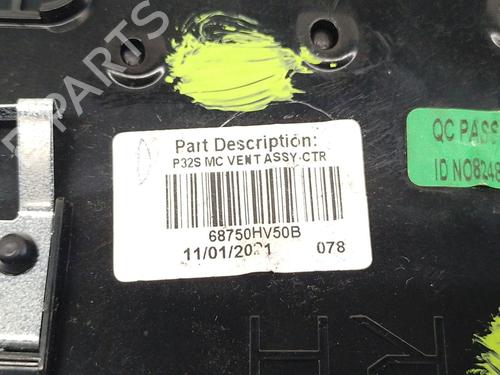 Part Description:
P32S MC VENT ASSY-CTR
68750HV50B
11/01/2021 078
QC PASS
ID NO8248
B-PARTS